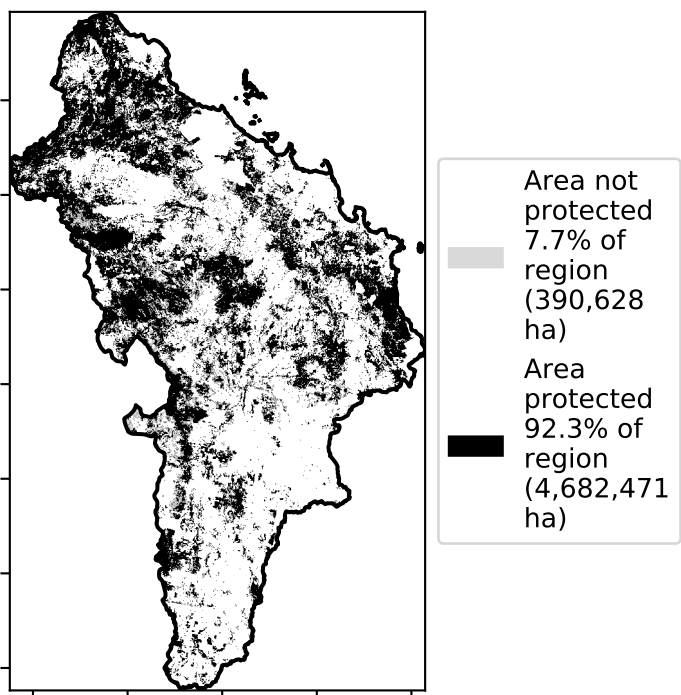 Area not
protected
7.7% of
region
(390,628
ha)
Area
protected
92.3% of
region
(4,682,471
ha)